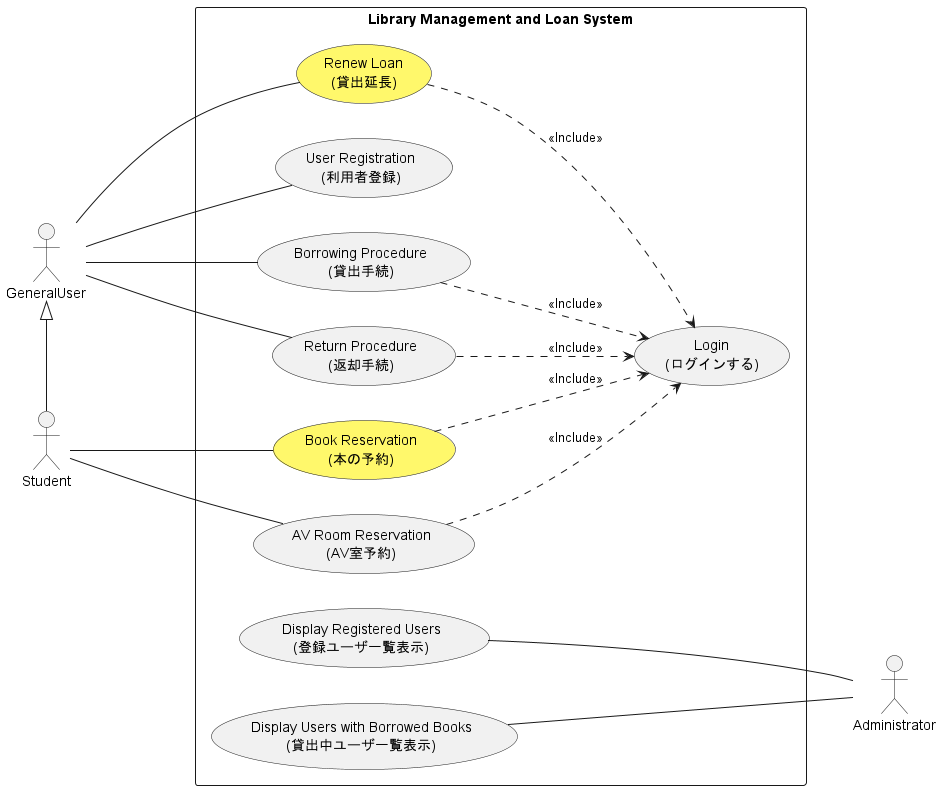 Library Management and Loan System
Renew Loan
(貸出延長)
«Include»
User Registration
(利用者登録)
Borrowing Procedure
(貸出手続)
«Include»
GeneralUser
Return Procedure
(返却手続)
«Include»
Login
(ログインする)
«Include»
Book Reservation
(本の予約)
«Include»
Student
AV Room Reservation
(AV室予約)
Display Registered Users
(登録ユーザ一覧表示)
Display Users with Borrowed Books
(貸出中ユーザ一覧表示)
Administrator